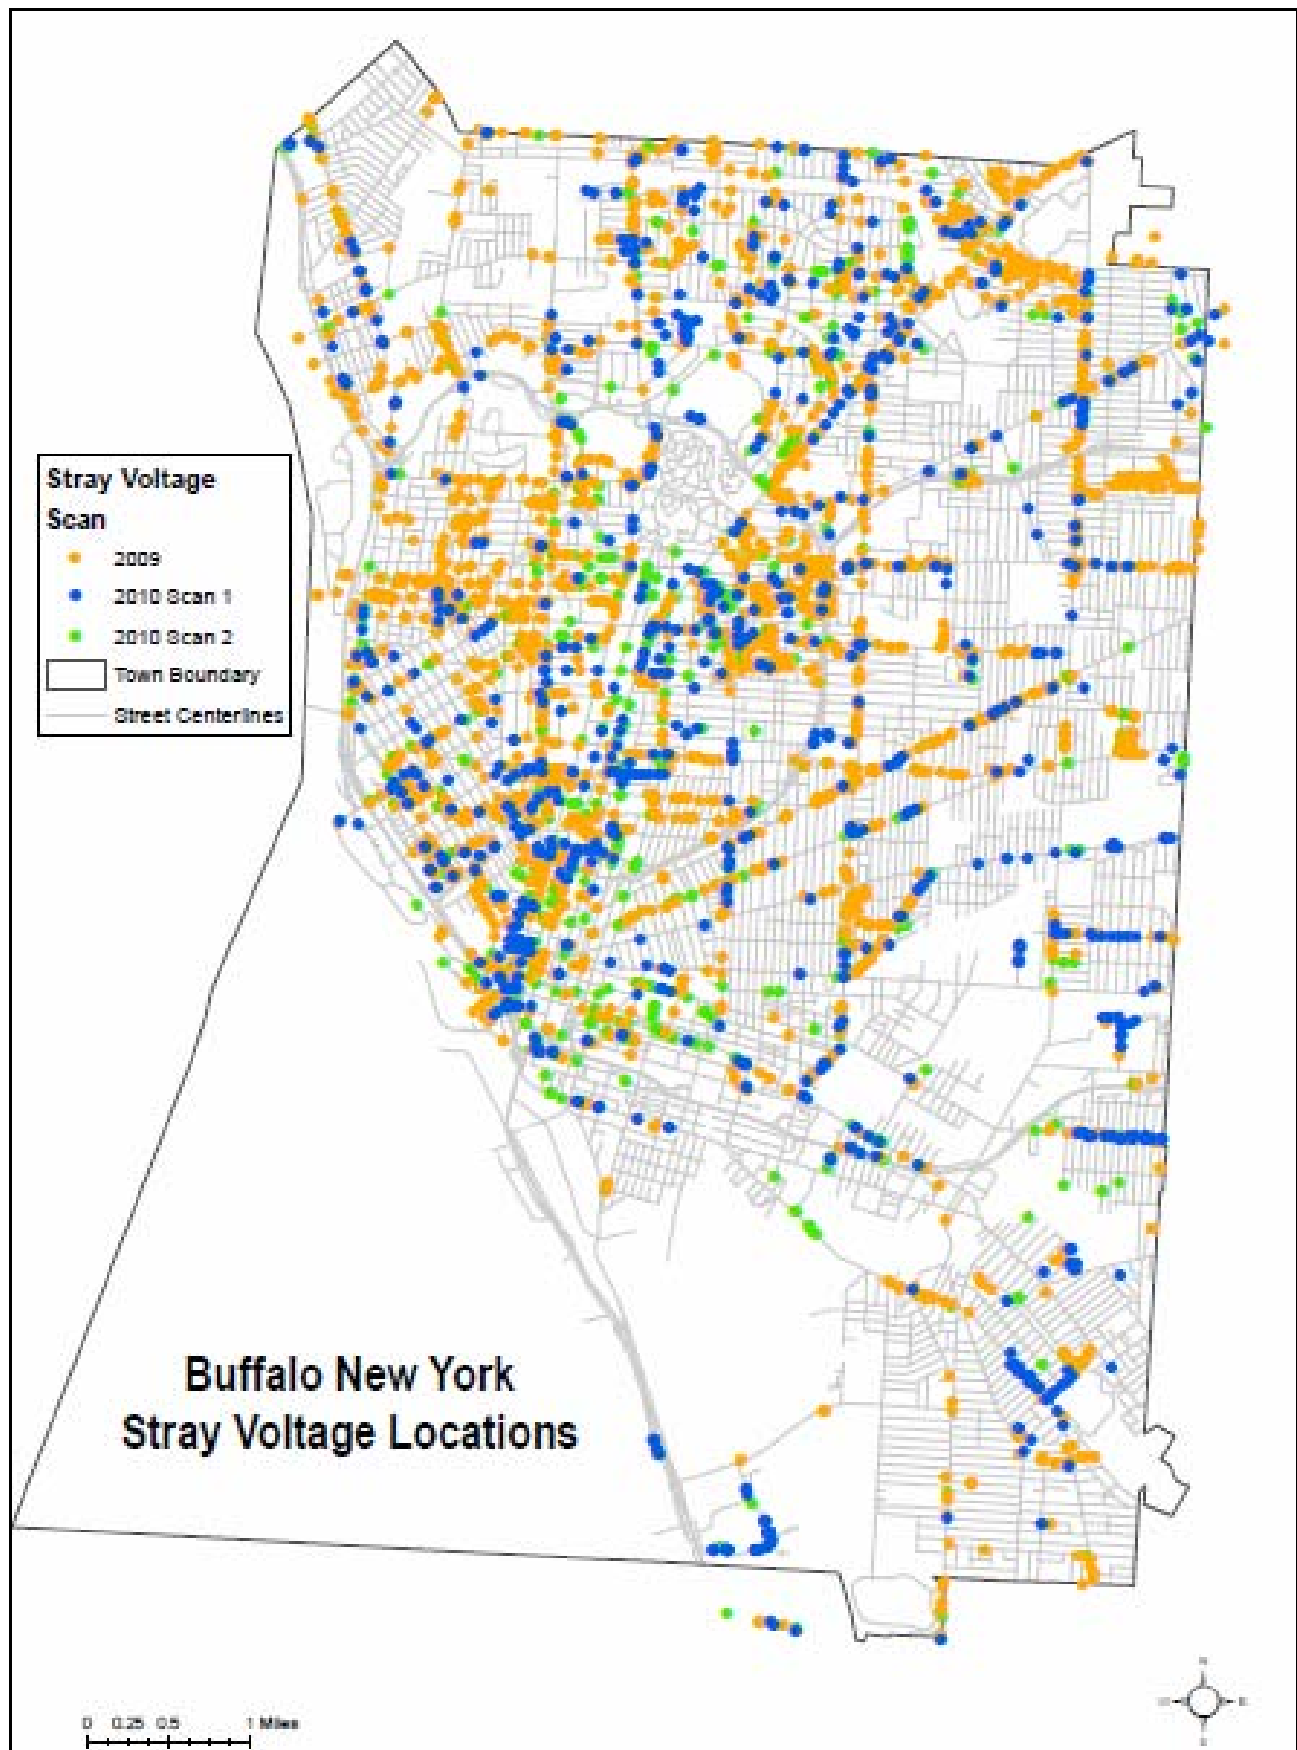 Stray Voltage
Scan
2009
2010 Scan 1
2010 Scan 2
Town Boundary
Street Centerlines
Buffalo New York
Stray Voltage Locations
0 0.25 0.5 1 Miles